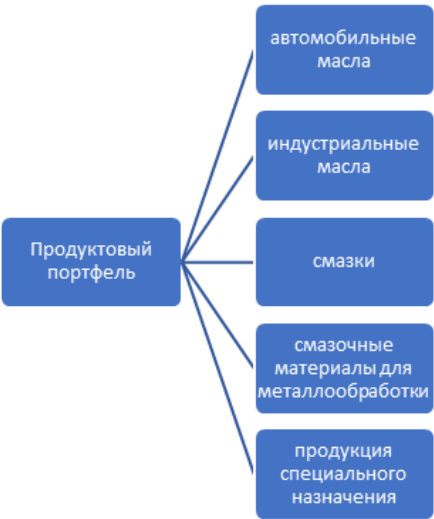 автомобильные
масла
индустриальные
масла
Продуктовый
портфель
смазки
смазочные
материалы для
металлообработки
продукция
специального
назначения